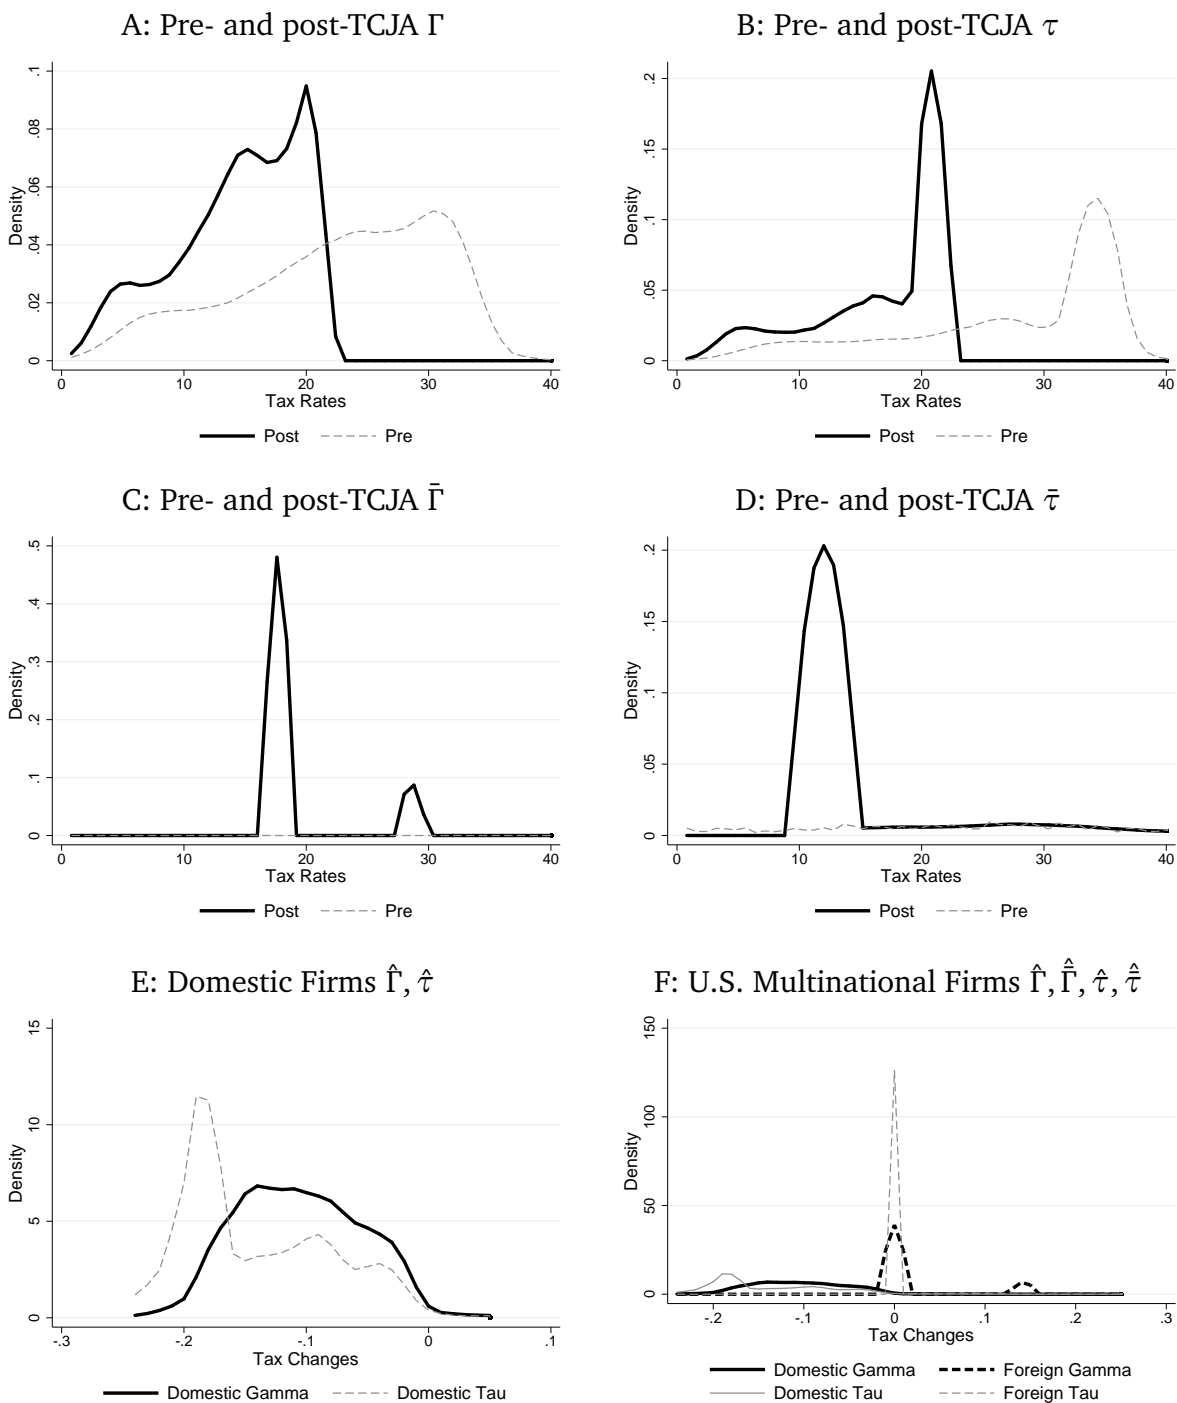 A: Pre- and post-TCJA Γ
Density
0 .02 .04 .06 .08 .1
0 10 20 30 40
Tax Rates
Post Pre
B: Pre- and post-TCJA τ
Density
0 .05 .1 .15 .2
0 10 20 30 40
Tax Rates
Post Pre
C: Pre- and post-TCJA Γ̄
Density
0 .1 .2 .3 .4 .5
0 10 20 30 40
Tax Rates
Post Pre
D: Pre- and post-TCJA τ̄
Density
0 .05 .1 .15 .2
0 10 20 30 40
Tax Rates
Post Pre
E: Domestic Firms Γ̂, τ̂
Density
0 5 10 15
-.3 -.2 -.1 0 .1
Tax Changes
Domestic Gamma Domestic Tau
F: U.S. Multinational Firms Γ̂, Γ̄̂, τ̂, τ̄̂
Density
0 50 100 150
-.2 -.1 0 .1 .2 .3
Tax Changes
Domestic Gamma Foreign Gamma
Domestic Tau Foreign Tau